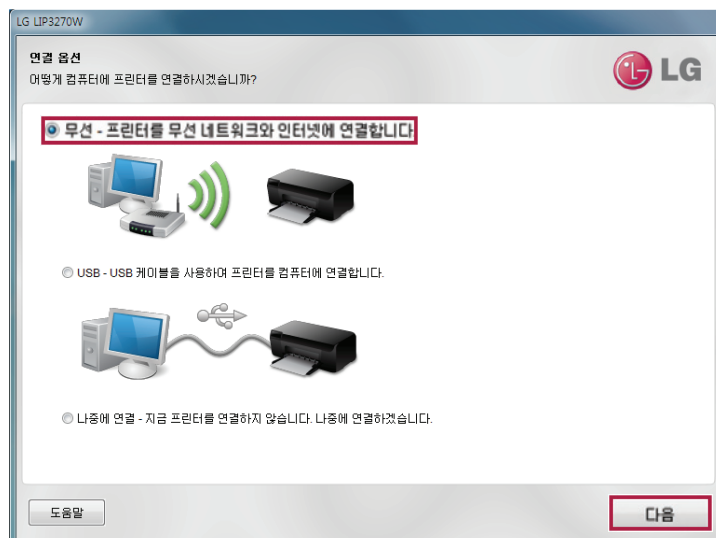 LG LIP3270W
연결 옵션
어떻게 컴퓨터에 프린터를 연결하시겠습니까?
LG
무선 - 프린터를 무선 네트워크와 인터넷에 연결합니다
USB - USB 케이블을 사용하여 프린터를 컴퓨터에 연결합니다.
나중에 연결 - 지금 프린터를 연결하지 않습니다. 나중에 연결하겠습니다.
도움말
다음